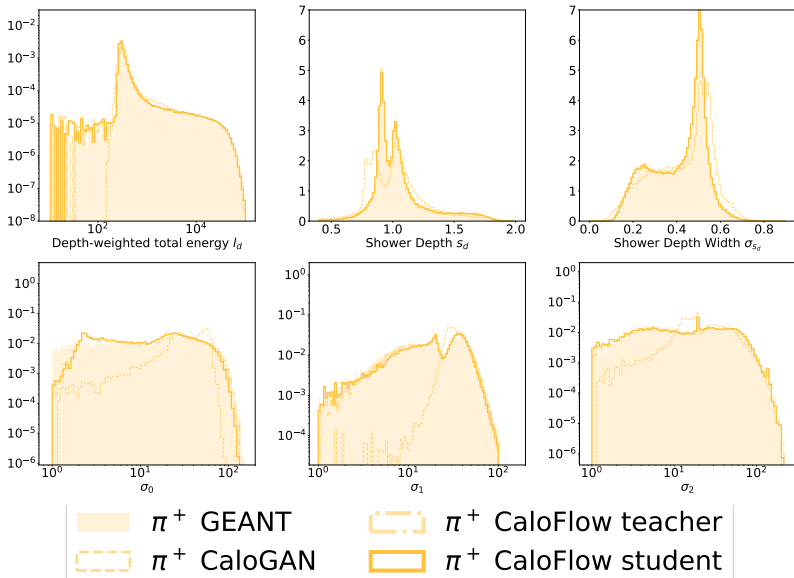 10⁻² 7 7
10⁻³ 6 6
10⁻⁴ 5 5
10⁻⁵ 4 4
10⁻⁶ 3 3
10⁻⁷ 2 2
10⁻⁸ 1 1
0 0
10² 10⁴ 0.5 1.0 1.5 2.0 0.0 0.2 0.4 0.6 0.8
Depth-weighted total energy l_d Shower Depth s_d Shower Depth Width σ_{s_d}
10⁰ 10⁰ 10⁰
10⁻¹ 10⁻¹
10⁻² 10⁻² 10⁻²
10⁻³ 10⁻³
10⁻⁴ 10⁻⁴ 10⁻⁴
10⁻⁵ 10⁻⁵
10⁻⁶ 10⁻⁶
10⁰ 10¹ 10² 10⁰ 10¹ 10² 10⁰ 10¹ 10²
σ₀ σ₁ σ₂
π⁺ GEANT π⁺ CaloFlow teacher
π⁺ CaloGAN π⁺ CaloFlow student